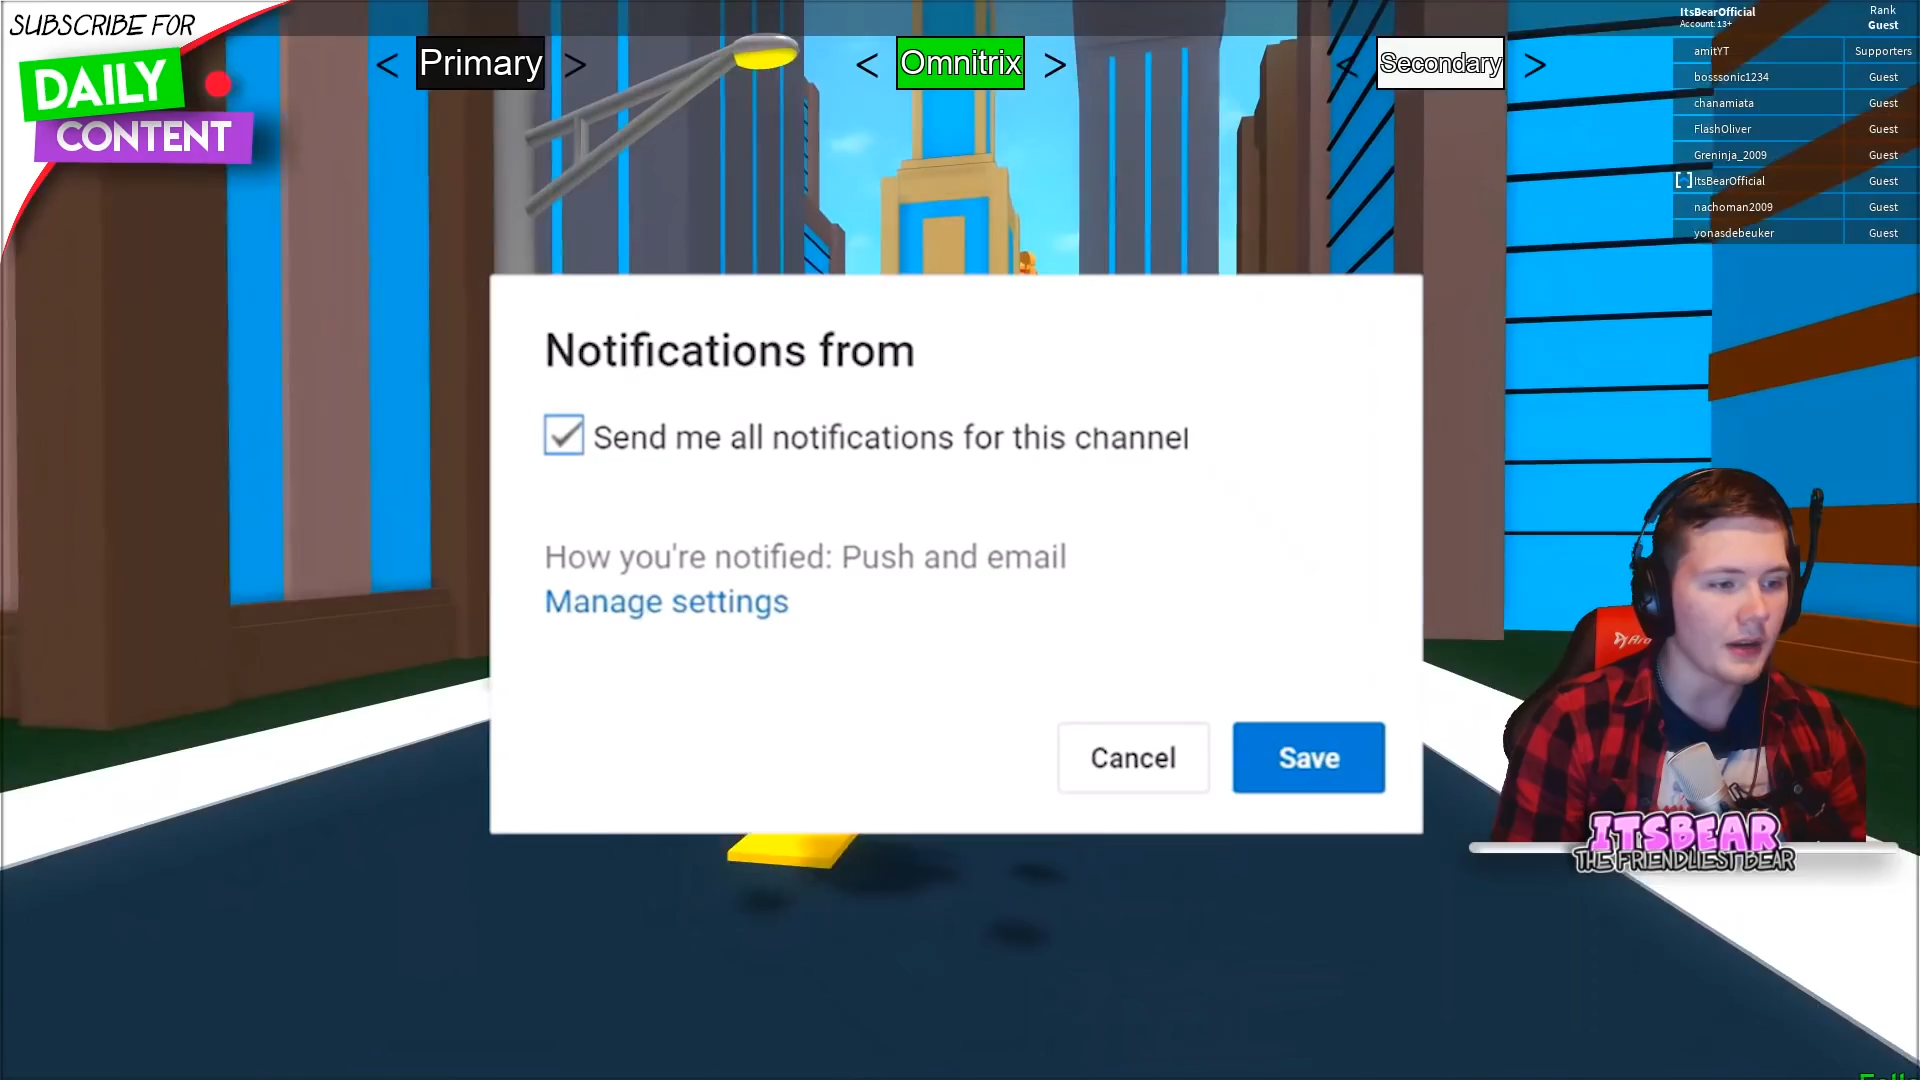 SUBSCRIBE FOR
DAILY
CONTENT
< Primary >
< Omnitrix >
< Secondary >
ItsBearOfficial
Account: 13+
Rank
Guest
amitYT Supporters
bosssonic1234 Guest
chanamiata Guest
FlashOliver Guest
Greninja_2009 Guest
[ ] ItsBearOfficial Guest
nachoman2009 Guest
yonasdebeuker Guest
Notifications from
Send me all notifications for this channel
How you're notified: Push and email
Manage settings
Cancel
Save
ITSBEAR
THE FRIENDLIEST BEAR